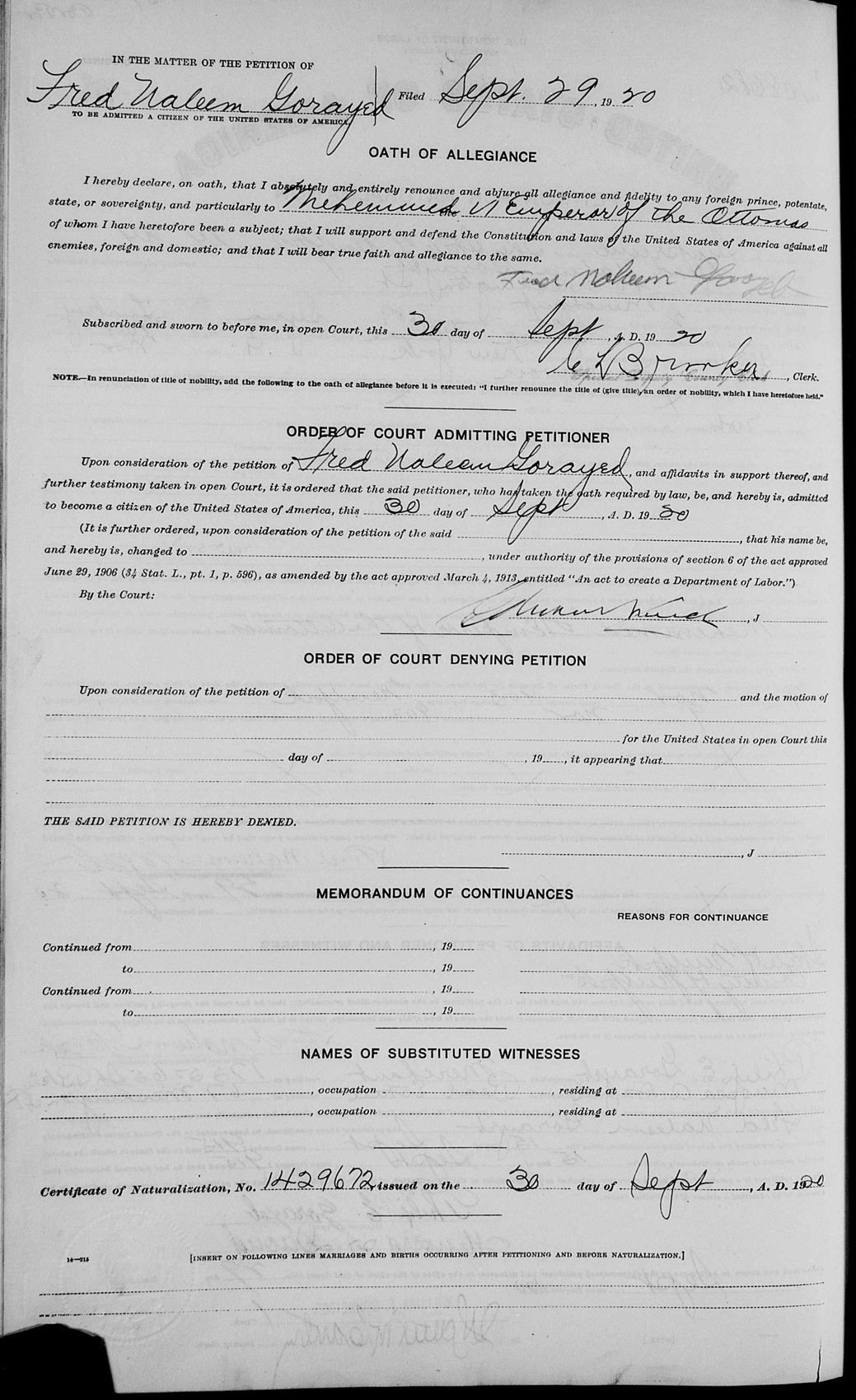 IN THE MATTER OF THE PETITION OF
Fred Naleem Gorayed Filed Sept. 29, 1920
TO BE ADMITTED A CITIZEN OF THE UNITED STATES OF AMERICA.
OATH OF ALLEGIANCE
I hereby declare, on oath, that I absolutely and entirely renounce and abjure all allegiance and fidelity to any foreign prince, potentate,
state, or sovereignty, and particularly to Mehemmed V Emperor of the Ottomas
of whom I have heretofore been a subject; that I will support and defend the Constitution and laws of the United States of America against all
enemies, foreign and domestic; and that I will bear true faith and allegiance to the same.
Fred Naleem
Subscribed and sworn to before me, in open Court, this 30 day of Sept, A. D. 1920
C L Brooker, Clerk.
NOTE.—In renunciation of title of nobility, add the following to the oath of allegiance before it is executed: "I further renounce the title of (give title), an order of nobility, which I have heretofore held."
ORDER OF COURT ADMITTING PETITIONER
Upon consideration of the petition of Fred Naleem Gorayed, and affidavits in support thereof, and
further testimony taken in open Court, it is ordered that the said petitioner, who has taken the oath required by law, be, and hereby is, admitted
to become a citizen of the United States of America, this 30 day of Sept, A. D. 1920
(It is further ordered, upon consideration of the petition of the said , that his name be,
and hereby is, changed to , under authority of the provisions of section 6 of the act approved
June 29, 1906 (34 Stat. L., pt. 1, p. 596), as amended by the act approved March 4, 1913, entitled "An act to create a Department of Labor.")
By the Court:
, J
ORDER OF COURT DENYING PETITION
Upon consideration of the petition of and the motion of
for the United States in open Court this
day of , 19 , it appearing that
THE SAID PETITION IS HEREBY DENIED.
, J
MEMORANDUM OF CONTINUANCES
REASONS FOR CONTINUANCE
Continued from , 19
to , 19
Continued from , 19
to , 19
NAMES OF SUBSTITUTED WITNESSES
, occupation , residing at
, occupation , residing at
Certificate of Naturalization, No. 1429672, issued on the 30 day of Sept, A. D. 1920
[INSERT ON FOLLOWING LINES MARRIAGES AND BIRTHS OCCURRING AFTER PETITIONING AND BEFORE NATURALIZATION.]